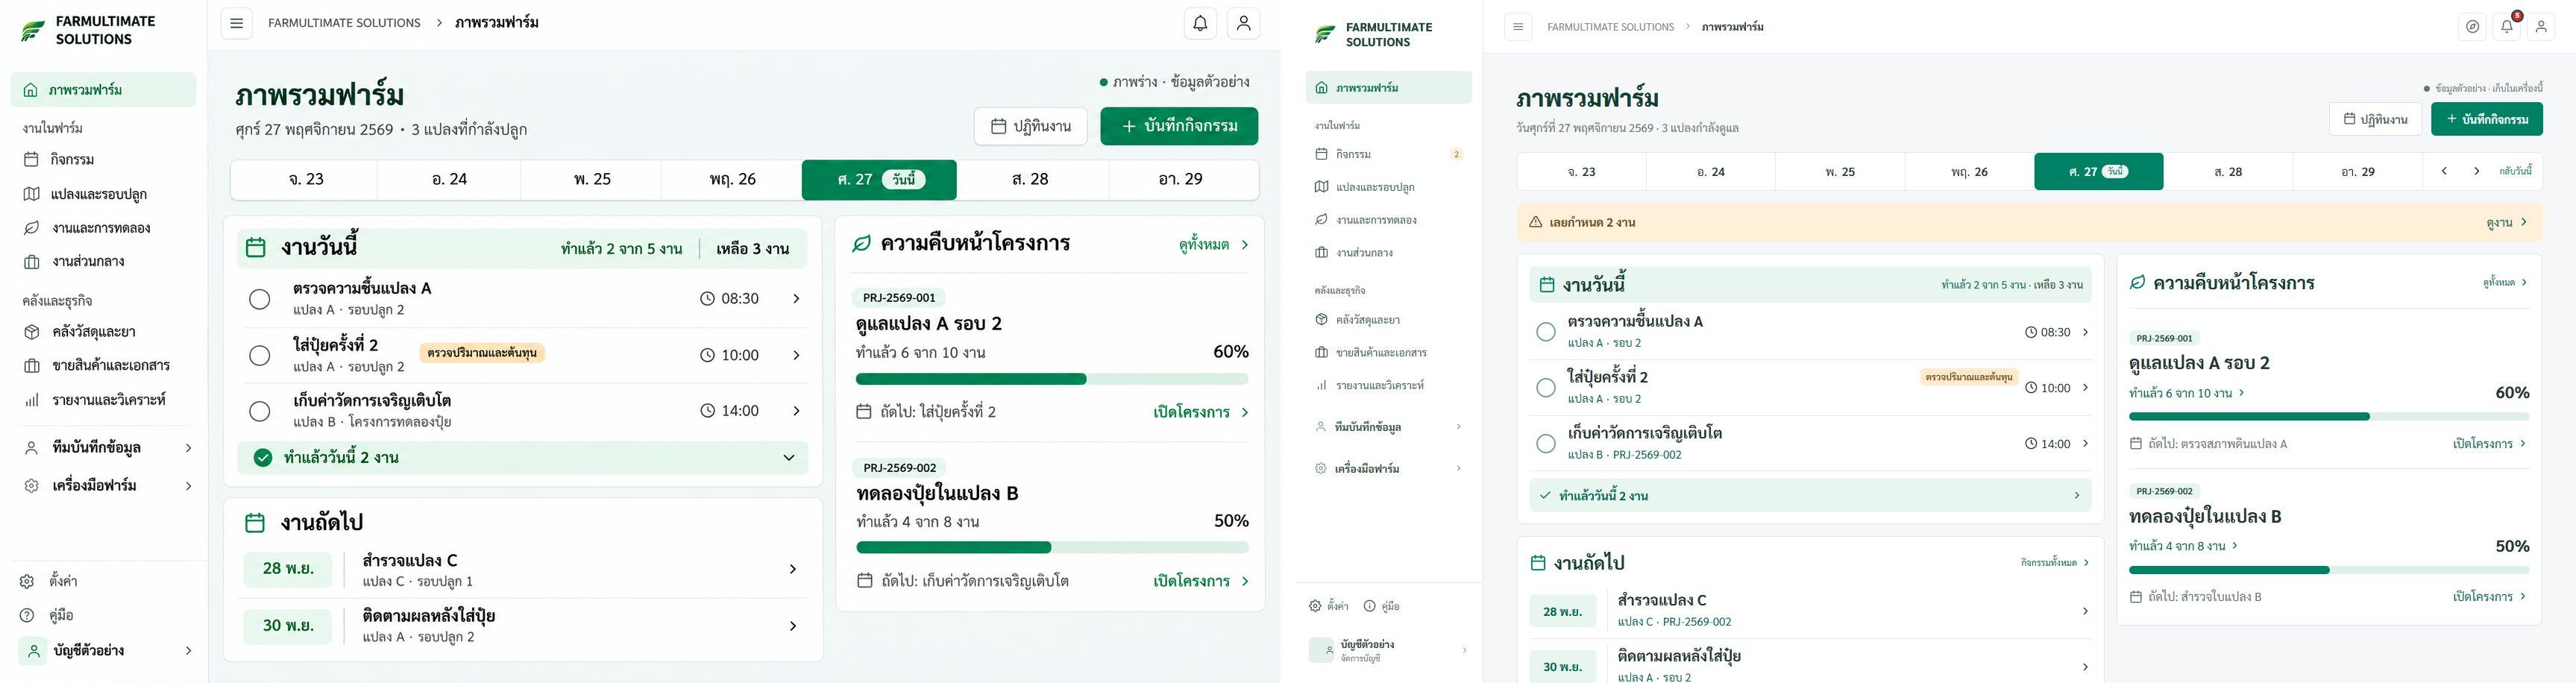 FARMULTIMATE
SOLUTIONS
ภาพรวมฟาร์ม
งานในฟาร์ม
กิจกรรม
แปลงและรอบปลูก
งานและการทดลอง
งานส่วนกลาง
คลังและธุรกิจ
คลังวัสดุและยา
ขายสินค้าและเอกสาร
รายงานและวิเคราะห์
ทีมบันทึกข้อมูล
เครื่องมือฟาร์ม
ตั้งค่า
คู่มือ
บัญชีตัวอย่าง
FARMULTIMATE SOLUTIONS > ภาพรวมฟาร์ม
ภาพร่าง · ข้อมูลตัวอย่าง
ภาพรวมฟาร์ม
ศุกร์ 27 พฤศจิกายน 2569 • 3 แปลงที่กำลังปลูก
ปฏิทินงาน
+ บันทึกกิจกรรม
จ. 23 อ. 24 พ. 25 พฤ. 26 ศ. 27 วันนี้ ส. 28 อา. 29
งานวันนี้ ทำแล้ว 2 จาก 5 งาน เหลือ 3 งาน
ตรวจความชื้นแปลง A 08:30
แปลง A · รอบปลูก 2
ใส่ปุ๋ยครั้งที่ 2 ตรวจปริมาณและต้นทุน 10:00
แปลง A · รอบปลูก 2
เก็บค่าวัดการเจริญเติบโต 14:00
แปลง B · โครงการทดลองปุ๋ย
ทำแล้ววันนี้ 2 งาน
งานถัดไป
28 พ.ย. สำรวจแปลง C
แปลง C · รอบปลูก 1
30 พ.ย. ติดตามผลหลังใส่ปุ๋ย
แปลง A · รอบปลูก 2
ความคืบหน้าโครงการ ดูทั้งหมด
PRJ-2569-001
ดูแลแปลง A รอบ 2
ทำแล้ว 6 จาก 10 งาน 60%
ถัดไป: ใส่ปุ๋ยครั้งที่ 2 เปิดโครงการ
PRJ-2569-002
ทดลองปุ๋ยในแปลง B
ทำแล้ว 4 จาก 8 งาน 50%
ถัดไป: เก็บค่าวัดการเจริญเติบโต เปิดโครงการ
FARMULTIMATE
SOLUTIONS
ภาพรวมฟาร์ม
งานในฟาร์ม
กิจกรรม 2
แปลงและรอบปลูก
งานและการทดลอง
งานส่วนกลาง
คลังและธุรกิจ
คลังวัสดุและยา
ขายสินค้าและเอกสาร
รายงานและวิเคราะห์
ทีมบันทึกข้อมูล
เครื่องมือฟาร์ม
ตั้งค่า คู่มือ
บัญชีตัวอย่าง
จัดการบัญชี
FARMULTIMATE SOLUTIONS > ภาพรวมฟาร์ม
5
ข้อมูลตัวอย่าง · เก็บในเครื่องนี้
ภาพรวมฟาร์ม
วันศุกร์ที่ 27 พฤศจิกายน 2569 · 3 แปลงกำลังดูแล
ปฏิทินงาน
+ บันทึกกิจกรรม
จ. 23 อ. 24 พ. 25 พฤ. 26 ศ. 27 วันนี้ ส. 28 อา. 29 กลับวันนี้
เลยกำหนด 2 งาน ดูงาน
งานวันนี้ ทำแล้ว 2 จาก 5 งาน · เหลือ 3 งาน
ตรวจความชื้นแปลง A 08:30
แปลง A · รอบ 2
ใส่ปุ๋ยครั้งที่ 2 ตรวจปริมาณและต้นทุน 10:00
แปลง A · รอบ 2
เก็บค่าวัดการเจริญเติบโต 14:00
แปลง B · PRJ-2569-002
ทำแล้ววันนี้ 2 งาน
งานถัดไป กิจกรรมทั้งหมด
28 พ.ย. สำรวจแปลง C
แปลง C · PRJ-2569-002
30 พ.ย. ติดตามผลหลังใส่ปุ๋ย
แปลง A · รอบ 2
ความคืบหน้าโครงการ ดูทั้งหมด
PRJ-2569-001
ดูแลแปลง A รอบ 2
ทำแล้ว 6 จาก 10 งาน 60%
ถัดไป: ตรวจสภาพดินแปลง A เปิดโครงการ
PRJ-2569-002
ทดลองปุ๋ยในแปลง B
ทำแล้ว 4 จาก 8 งาน 50%
ถัดไป: สำรวจใบแปลง B เปิดโครงการ